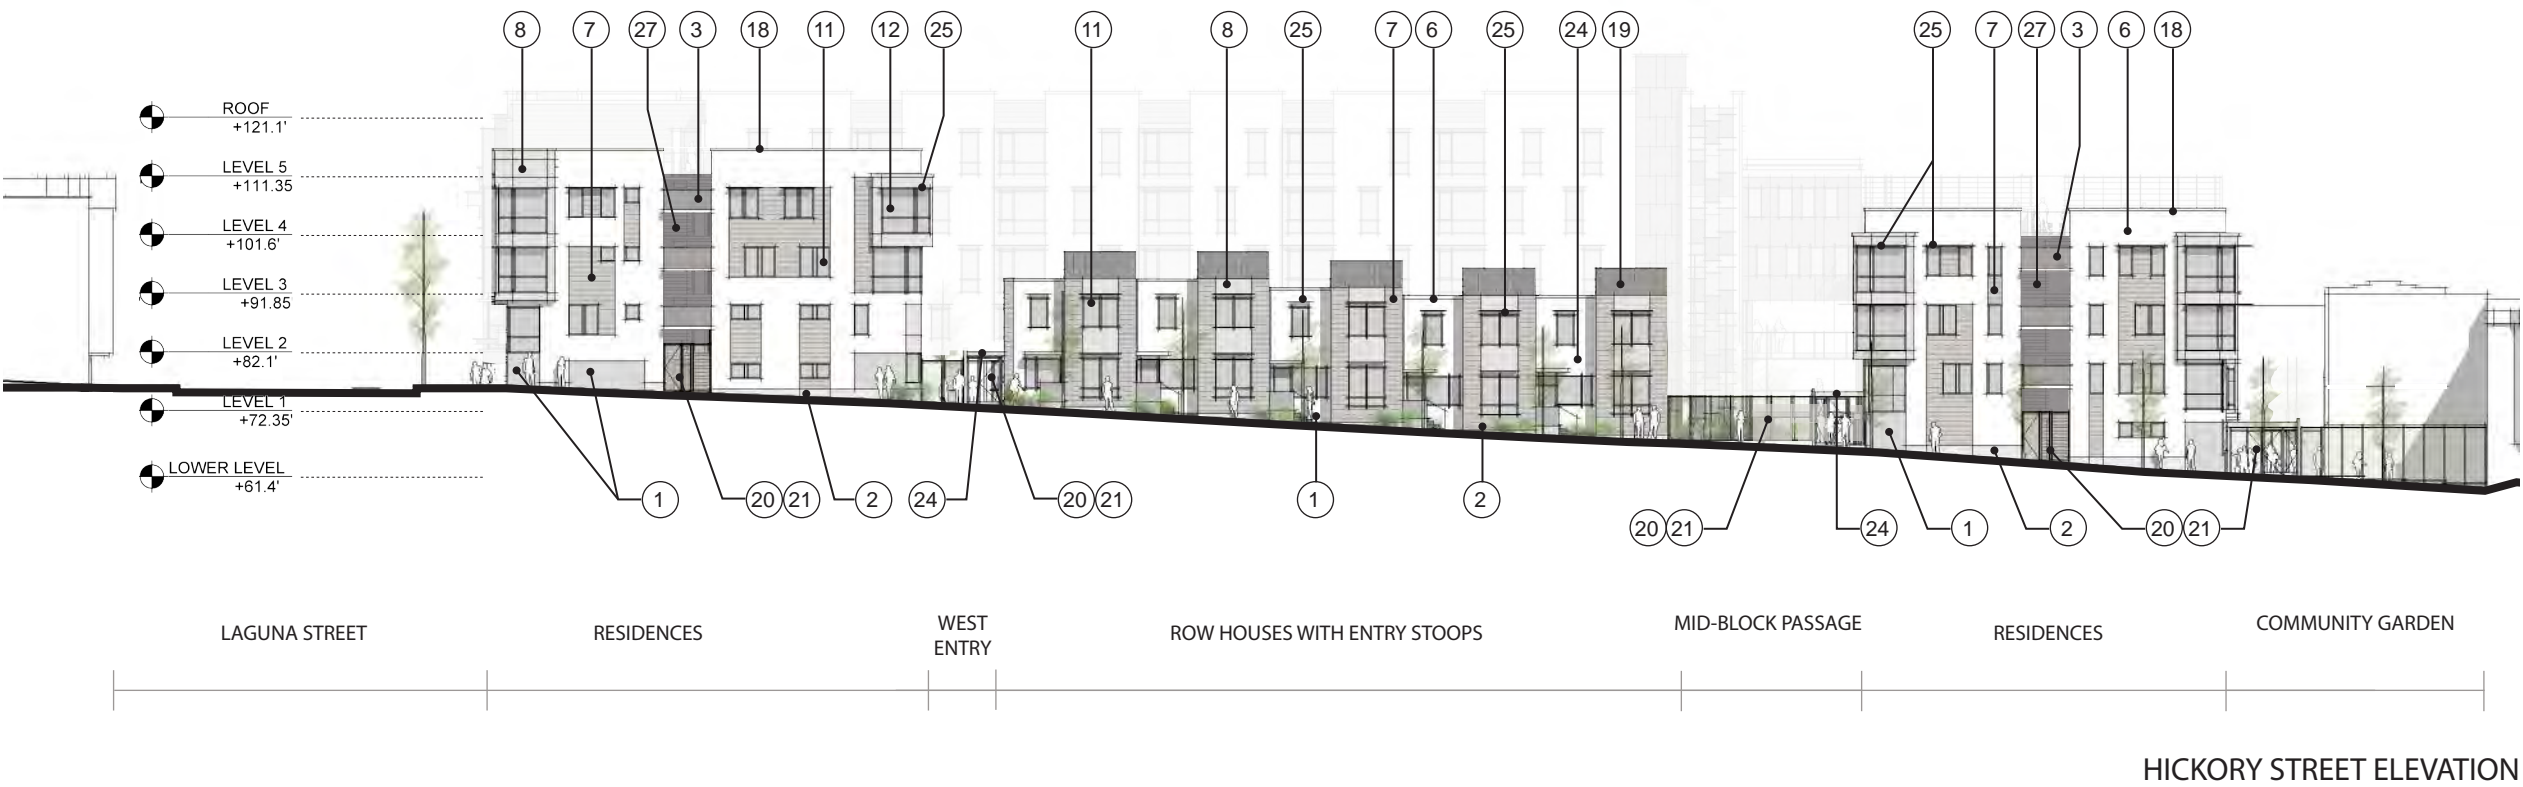 8 7 27 3 18 11 12 25 11 8 25 7 6 25 24 19 25 7 27 3 6 18
ROOF
+121.1'
LEVEL 5
+111.35
LEVEL 4
+101.6'
LEVEL 3
+91.85
LEVEL 2
+82.1'
LEVEL 1
+72.35'
LOWER LEVEL
+61.4'
1 20 21 2 24 20 21 1 2
20 21 24 1 2 20 21
LAGUNA STREET
RESIDENCES
WEST
ENTRY
ROW HOUSES WITH ENTRY STOOPS
MID-BLOCK PASSAGE
RESIDENCES
COMMUNITY GARDEN
HICKORY STREET ELEVATION